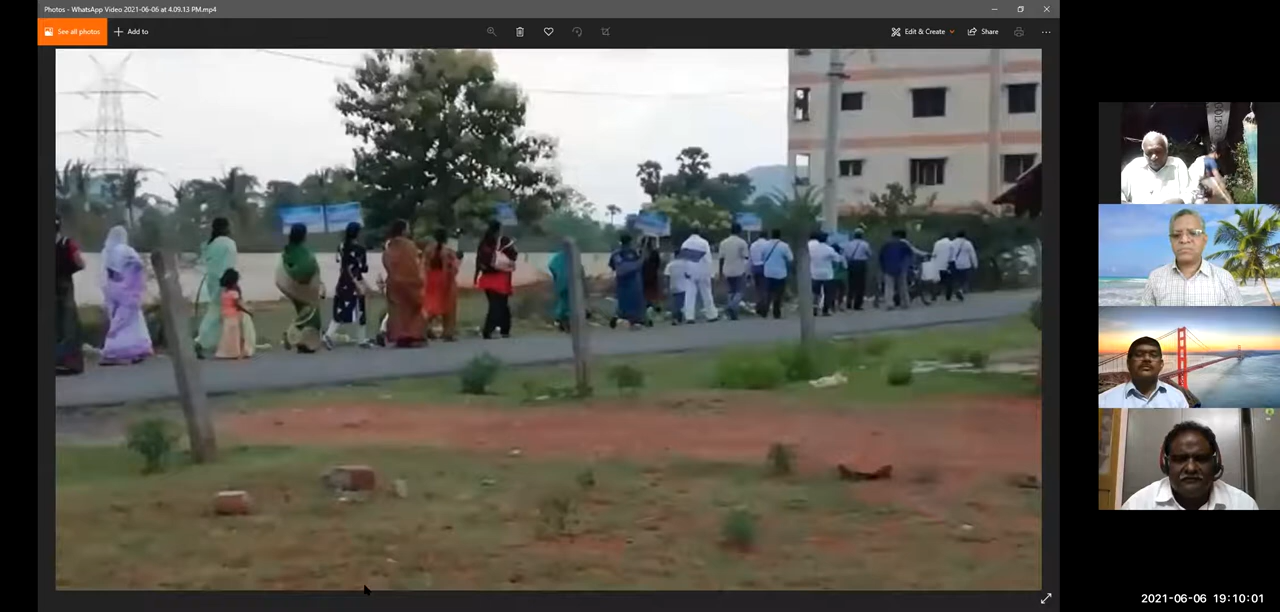 Photos - WhatsApp Video 2021-06-06 at 4.09.13 PM.mp4
See all photos
Add to
Edit & Create
Share
2021-06-06 19:10:01